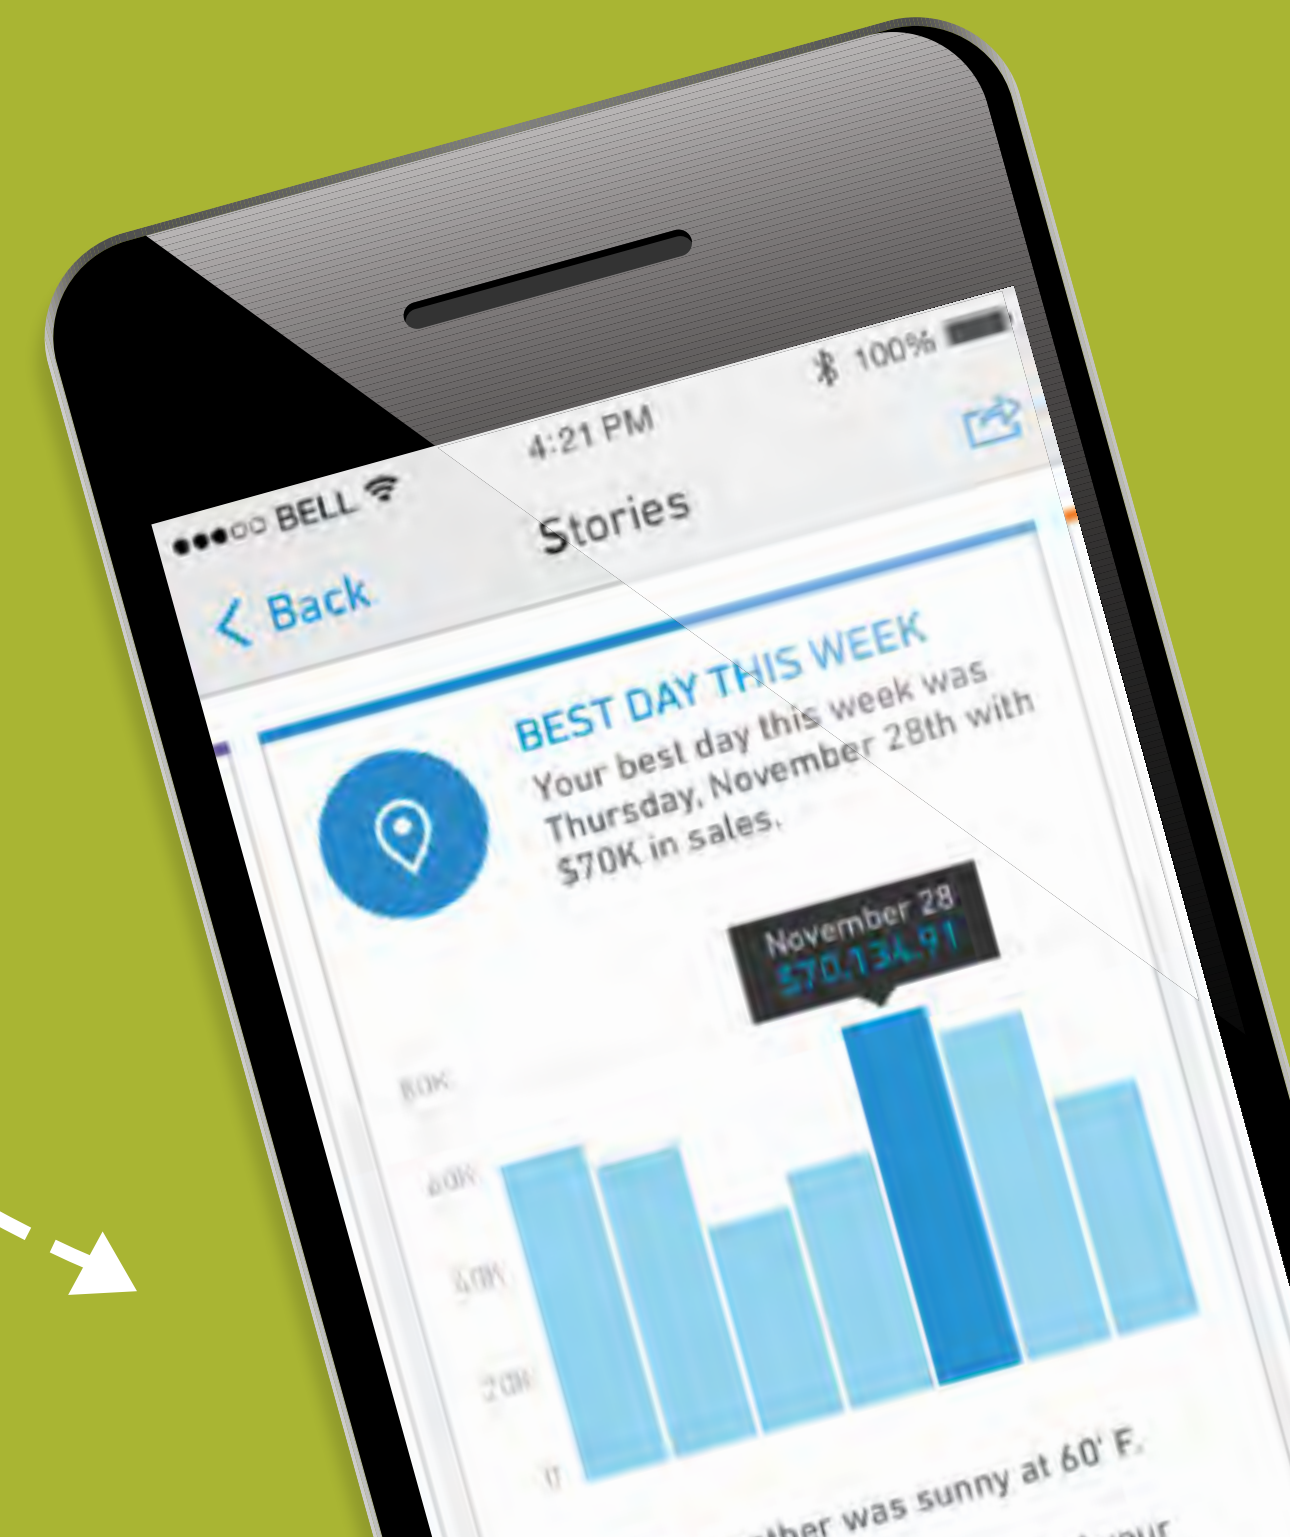 BELL 4:21 PM 100%
Back Stories
BEST DAY THIS WEEK
Your best day this week was
Thursday, November 28th with
$70K in sales.
November 28
$70,134.91
80K
60K
40K
20K
0
was sunny at 60° F.